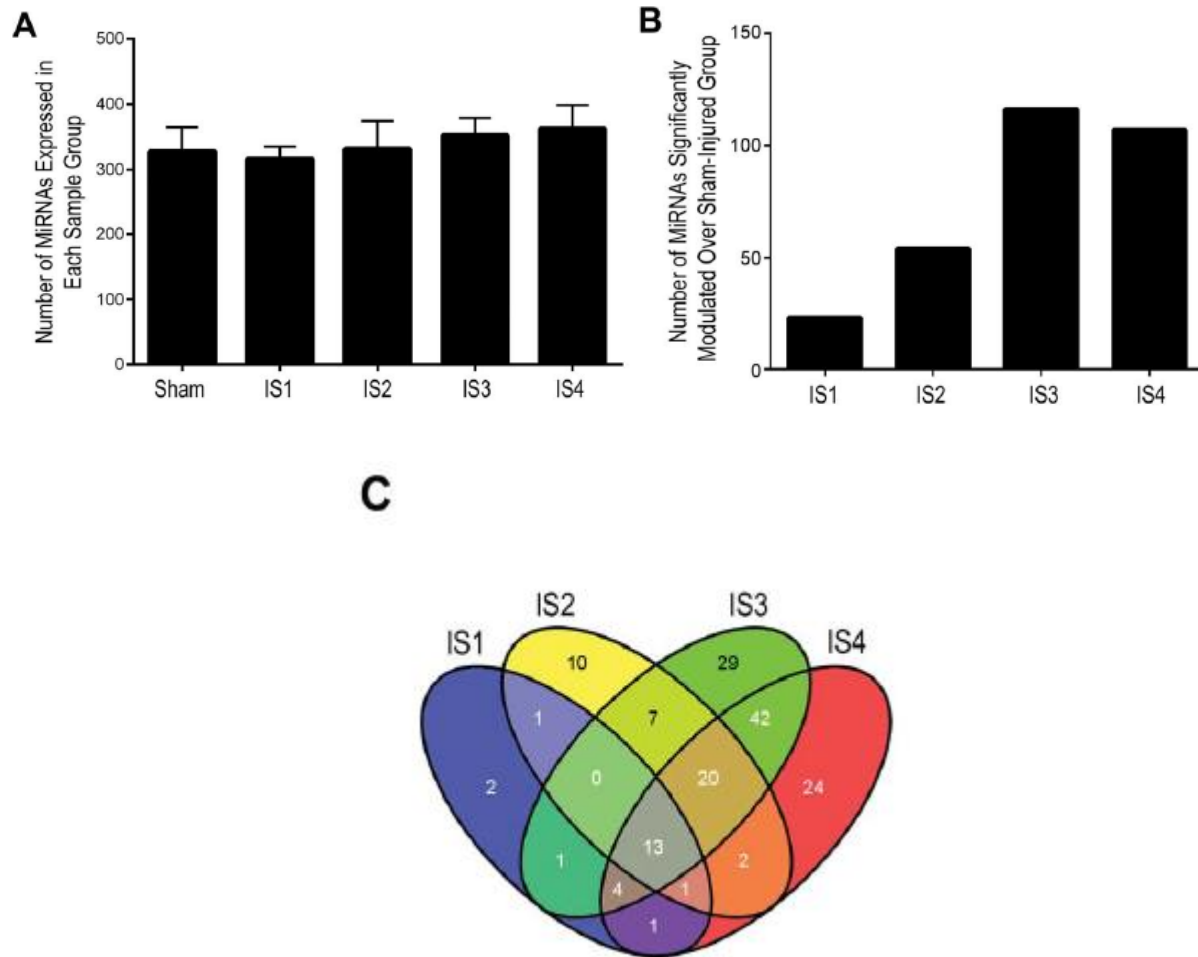 A
Number of MiRNAs Expressed in
Each Sample Group
500
400
300
200
100
0
Sham IS1 IS2 IS3 IS4
B
Number of MiRNAs Significantly
Modulated Over Sham-Injured Group
150
100
50
0
IS1 IS2 IS3 IS4
C
IS1 IS2 IS3 IS4
10 29
1 7 42
2 0 20 24
1 13 2
4 1
1